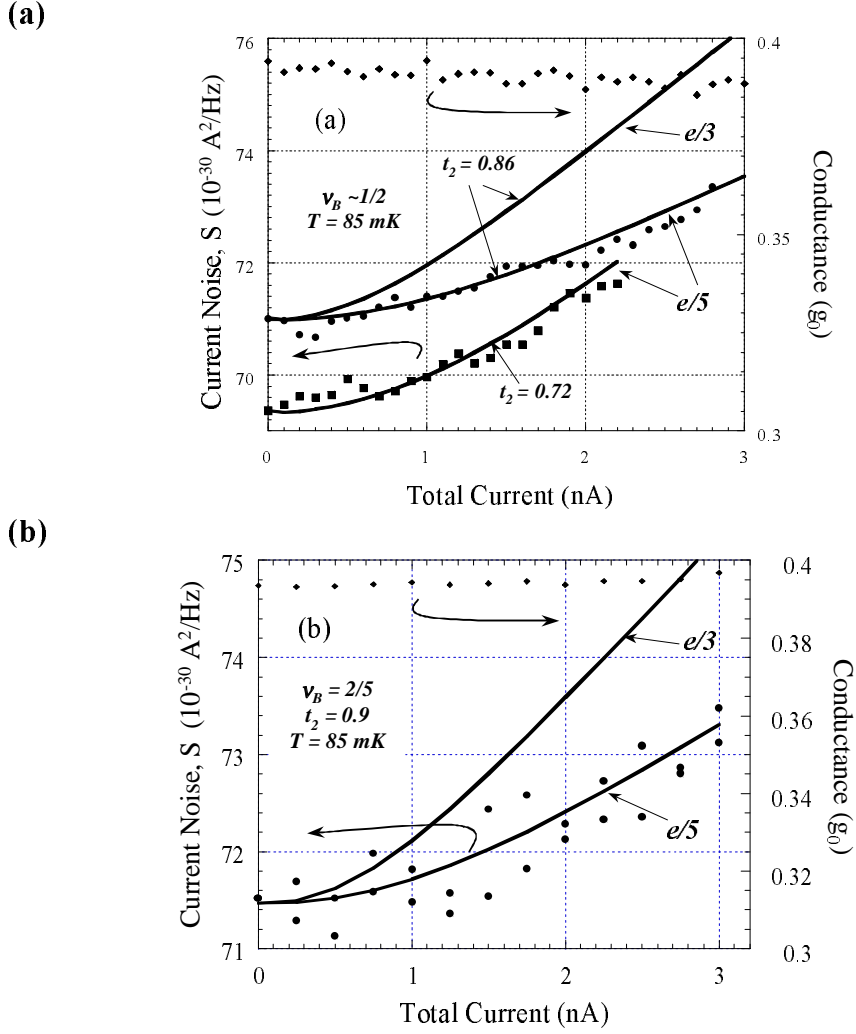 (a)
76
0.4
(a)
e/3
74
t₂ = 0.86
νB ~1/2
T = 85 mK
0.35
72
e/5
70
t₂ = 0.72
0.3
0
1
2
3
Total Current (nA)
Current Noise, S (10⁻³⁰ A²/Hz)
Conductance (g₀)
(b)
75
0.4
(b)
e/3
0.38
74
νB = 2/5
t₂ = 0.9
T = 85 mK
0.36
73
0.34
e/5
72
0.32
71
0.3
0
1
2
3
Total Current (nA)
Current Noise, S (10⁻³⁰ A²/Hz)
Conductance (g₀)